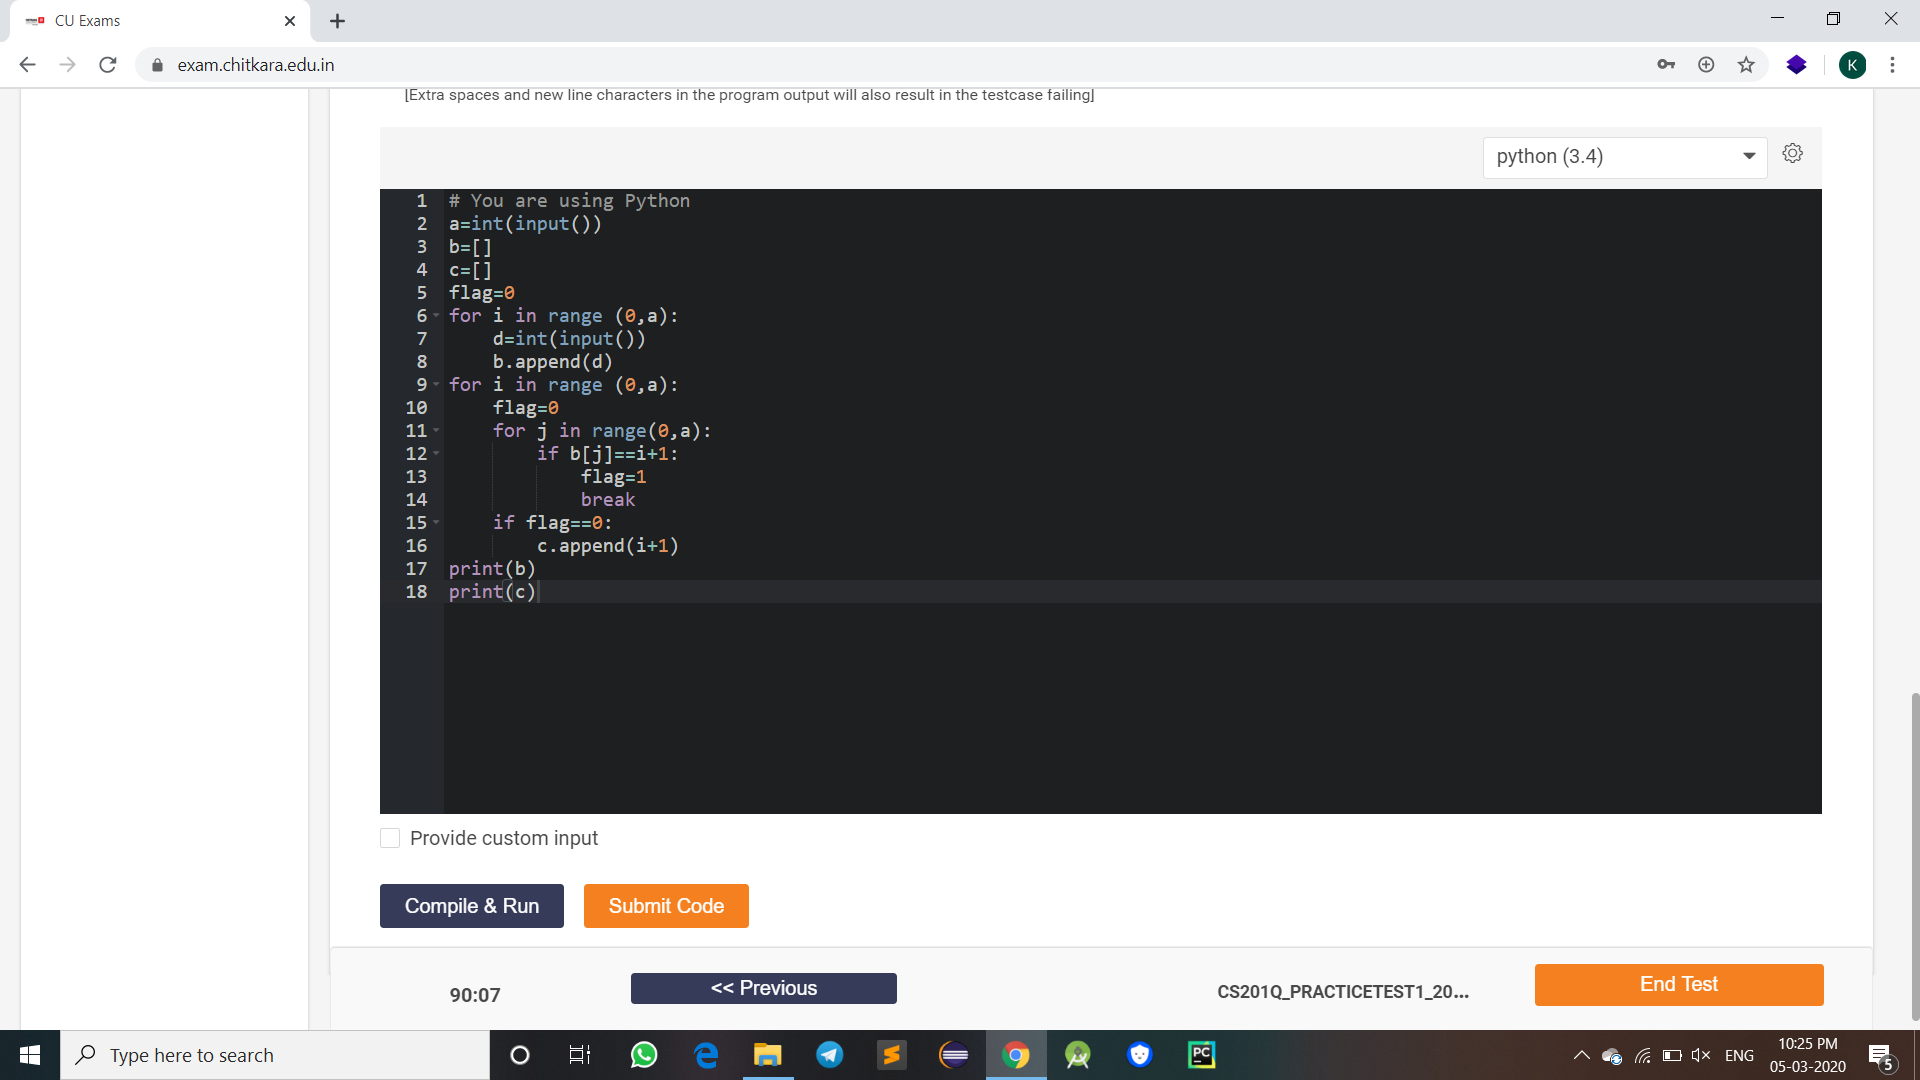 CU Exams
exam.chitkara.edu.in
K
[Extra spaces and new line characters in the program output will also result in the testcase failing]
python (3.4)
1 # You are using Python
2 a=int(input())
3 b=[]
4 c=[]
5 flag=0
6 for i in range (0,a):
7     d=int(input())
8     b.append(d)
9 for i in range (0,a):
10     flag=0
11     for j in range(0,a):
12         if b[j]==i+1:
13             flag=1
14             break
15     if flag==0:
16         c.append(i+1)
17 print(b)
18 print(c)
Provide custom input
Compile & Run
Submit Code
90:07
<< Previous
CS201Q_PRACTICETEST1_20...
End Test
Type here to search
PC
ENG
10:25 PM
05-03-2020
5